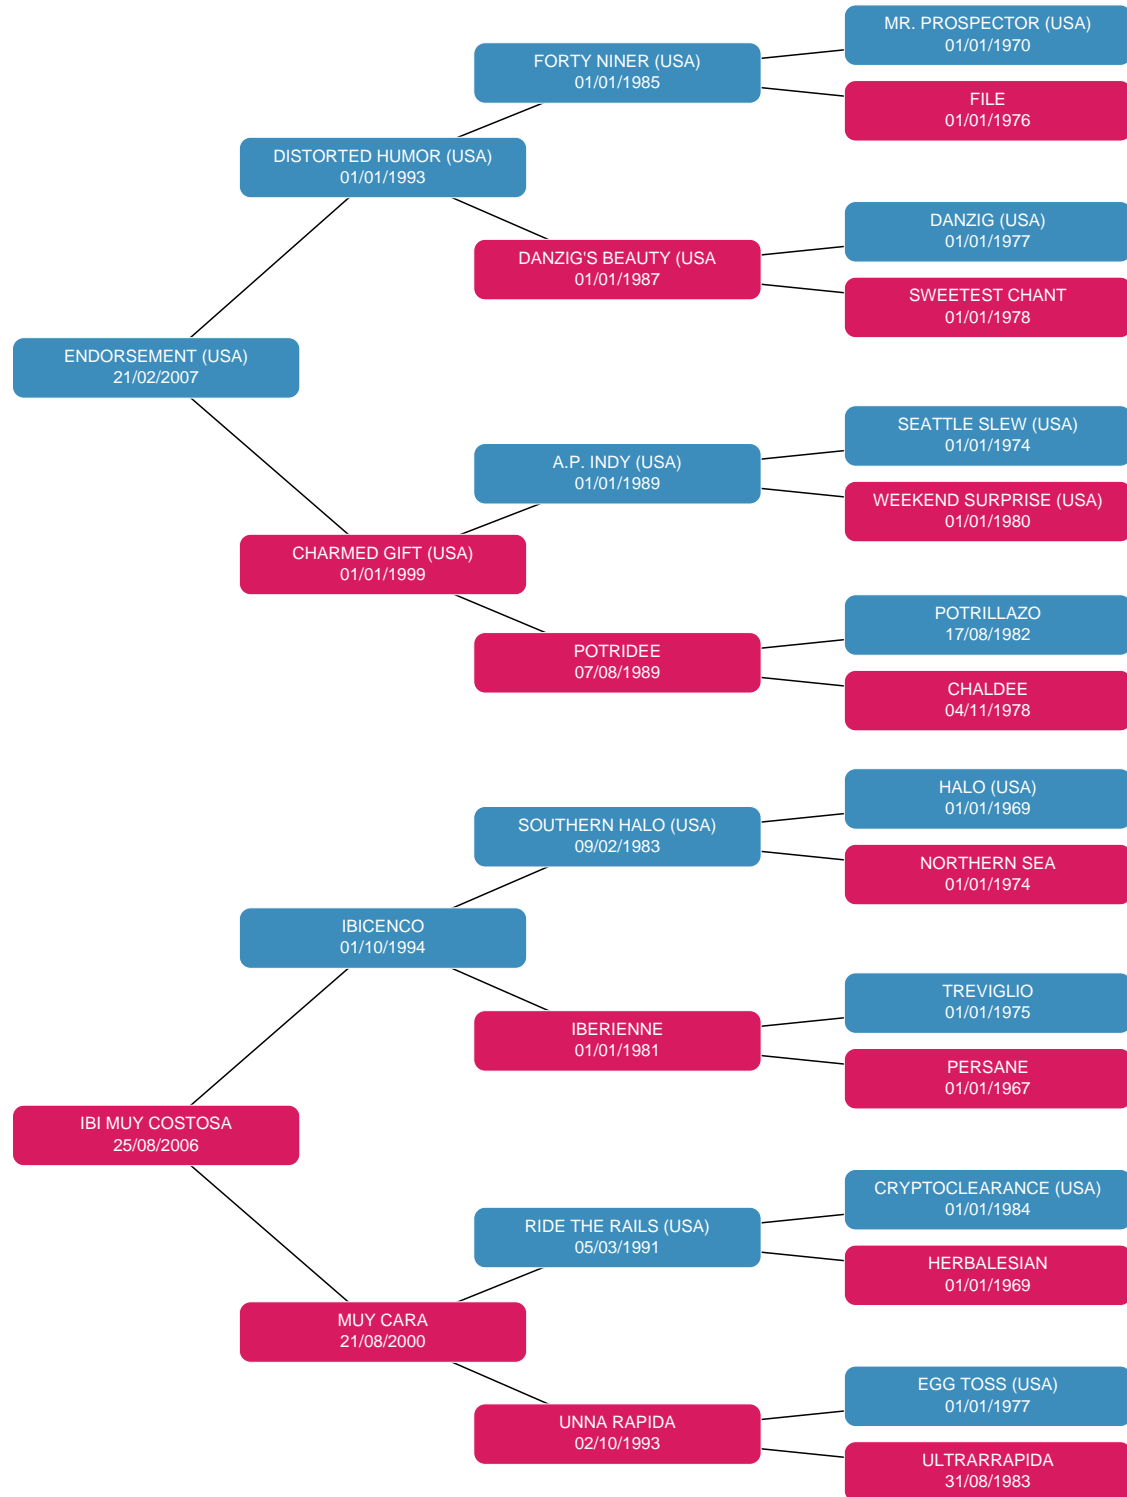 MR. PROSPECTOR (USA)
01/01/1970
FORTY NINER (USA)
01/01/1985
FILE
01/01/1976
DISTORTED HUMOR (USA)
01/01/1993
DANZIG (USA)
01/01/1977
DANZIG'S BEAUTY (USA
01/01/1987
SWEETEST CHANT
01/01/1978
ENDORSEMENT (USA)
21/02/2007
SEATTLE SLEW (USA)
01/01/1974
A.P. INDY (USA)
01/01/1989
WEEKEND SURPRISE (USA)
01/01/1980
CHARMED GIFT (USA)
01/01/1999
POTRILLAZO
17/08/1982
POTRIDEE
07/08/1989
CHALDEE
04/11/1978
HALO (USA)
01/01/1969
SOUTHERN HALO (USA)
09/02/1983
NORTHERN SEA
01/01/1974
IBICENCO
01/10/1994
TREVIGLIO
01/01/1975
IBERIENNE
01/01/1981
PERSANE
01/01/1967
IBI MUY COSTOSA
25/08/2006
CRYPTOCLEARANCE (USA)
01/01/1984
RIDE THE RAILS (USA)
05/03/1991
HERBALESIAN
01/01/1969
MUY CARA
21/08/2000
EGG TOSS (USA)
01/01/1977
UNNA RAPIDA
02/10/1993
ULTRARRAPIDA
31/08/1983